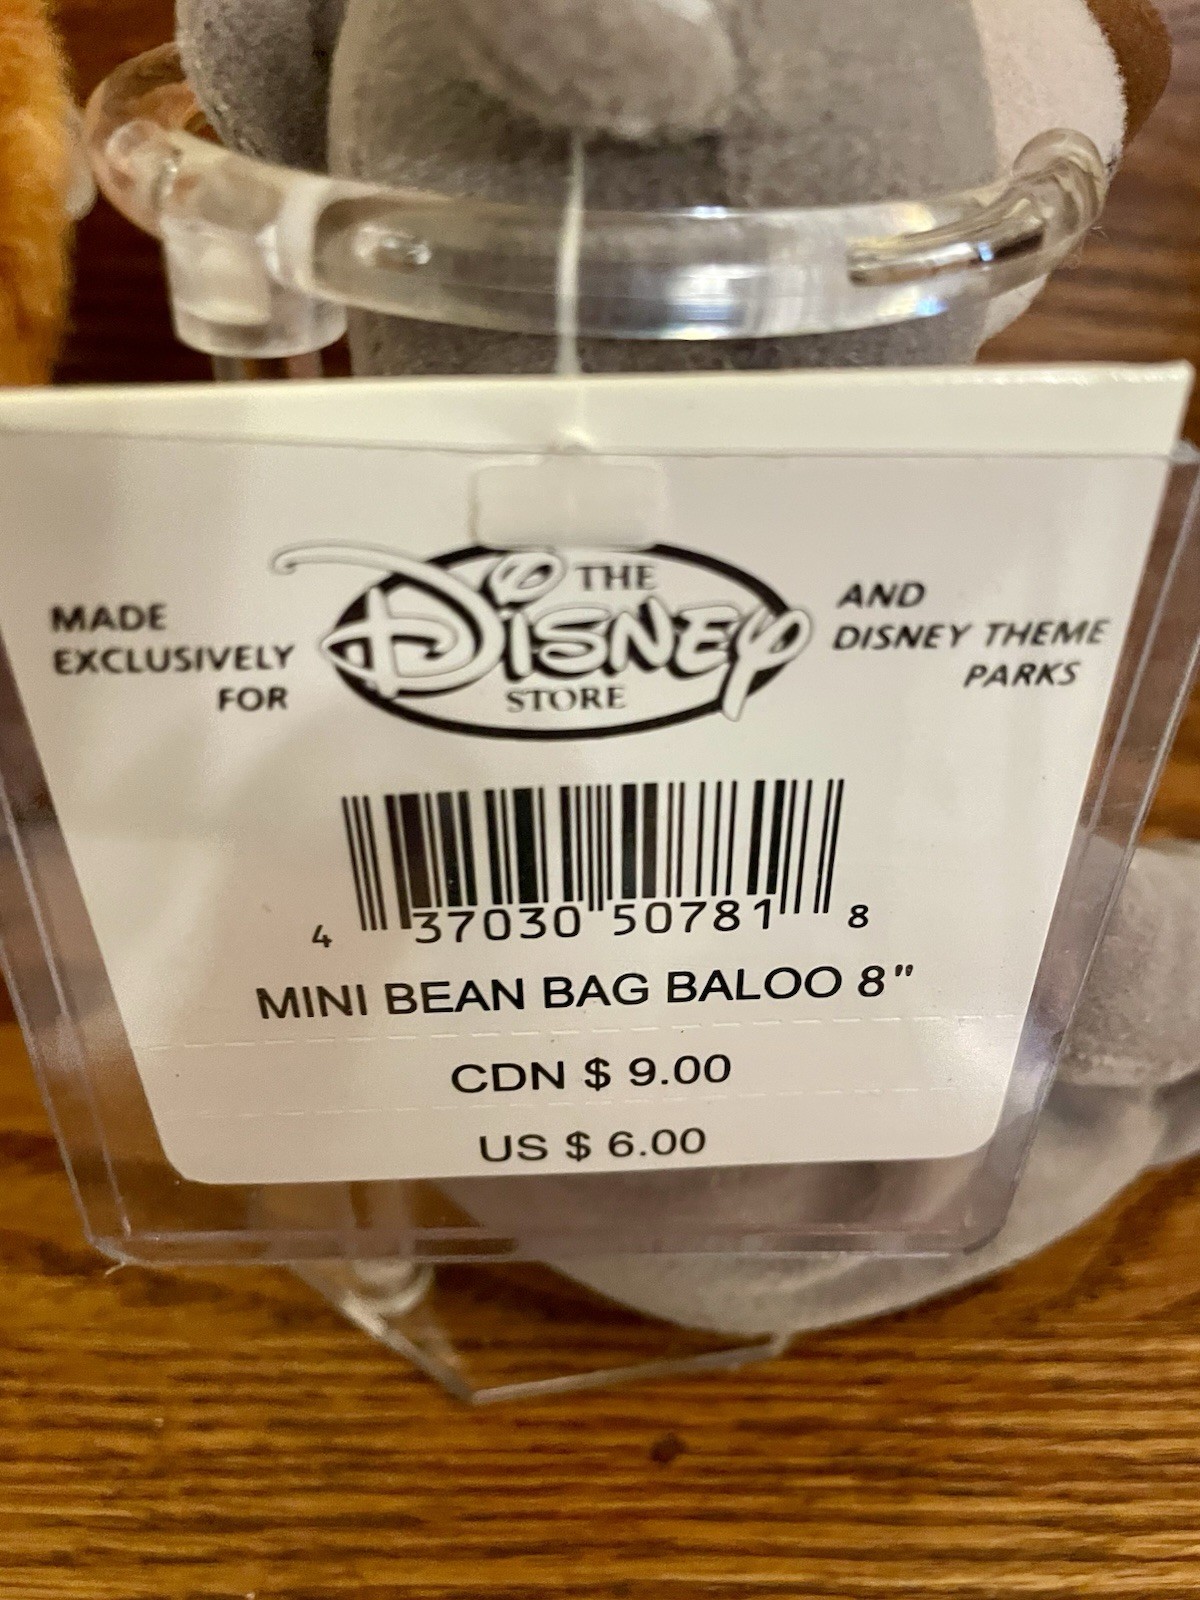 MADE
EXCLUSIVELY
FOR
THE
DISNEY
STORE
AND
DISNEY THEME
PARKS
4 37030 50781 8
MINI BEAN BAG BALOO 8"
CDN $ 9.00
US $ 6.00